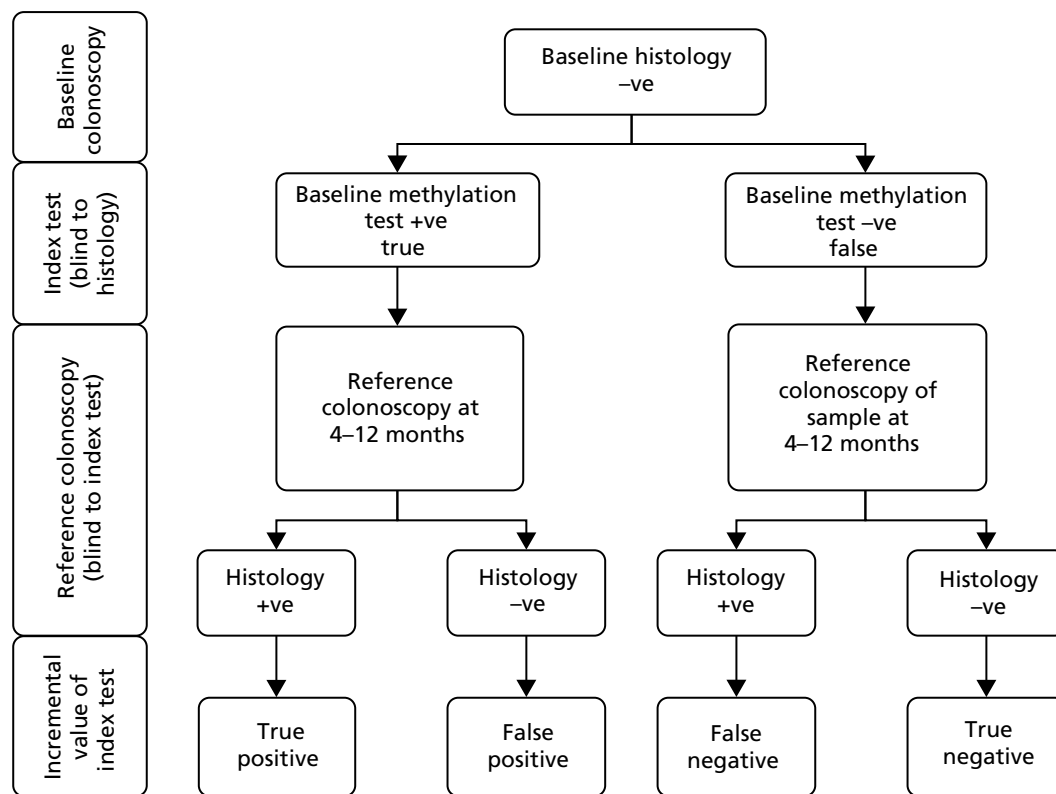 Baseline
colonoscopy
Baseline histology
–ve
Index test
(blind to
histology)
Baseline methylation
test +ve
true
Baseline methylation
test –ve
false
Reference colonoscopy
(blind to index test)
Reference
colonoscopy at
4–12 months
Reference
colonoscopy of
sample at
4–12 months
Histology
+ve
Histology
–ve
Histology
+ve
Histology
–ve
Incremental
value of
index test
True
positive
False
positive
False
negative
True
negative